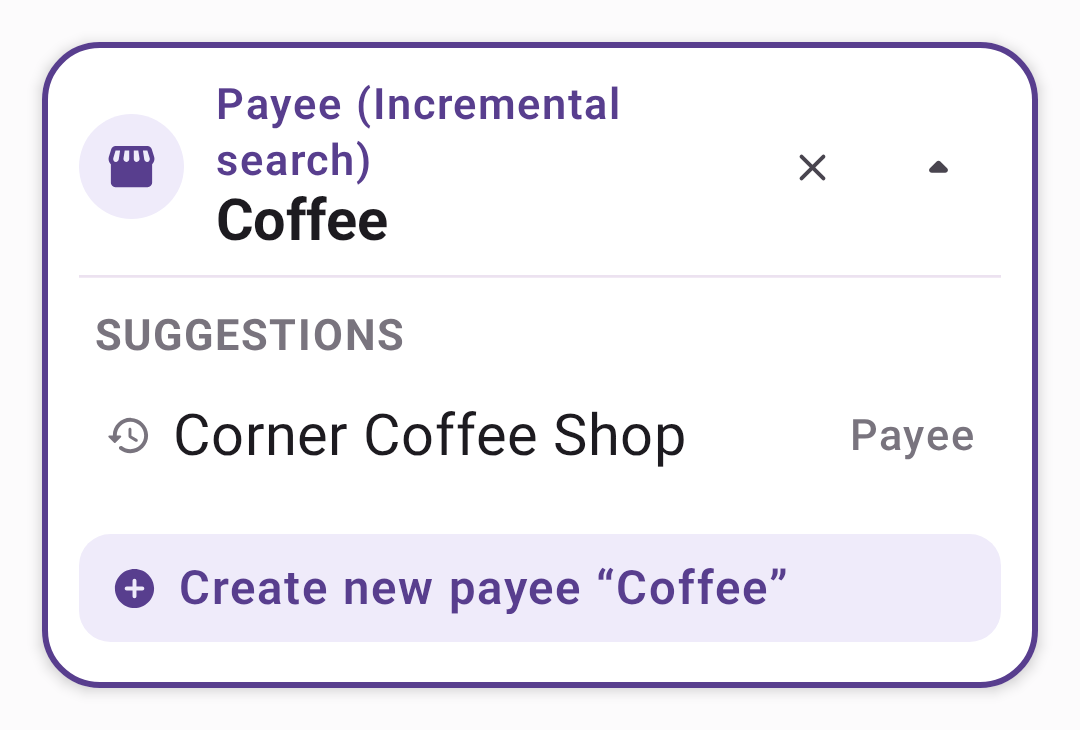 Payee (Incremental
search)
Coffee
SUGGESTIONS
Corner Coffee Shop Payee
Create new payee “Coffee”